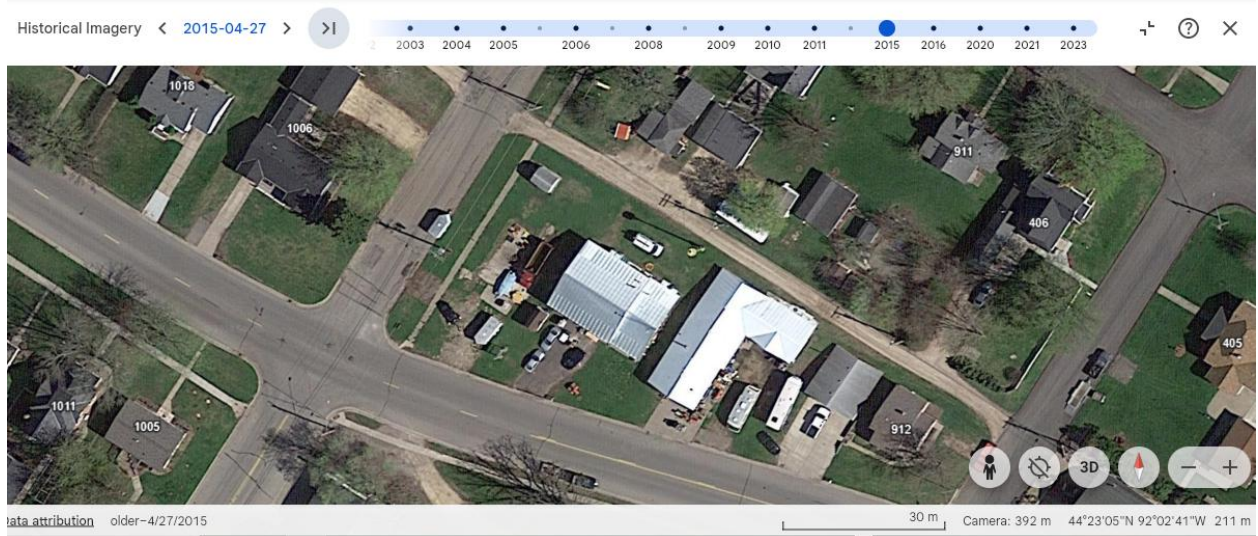 Historical Imagery 2015-04-27
2003 2004 2005 2006 2008 2009 2010 2011 2015 2016 2020 2021 2023
1018
1006
911
406
405
1011
1005
912
3D
Data attribution older–4/27/2015 30 m Camera: 392 m 44°23'05"N 92°02'41"W 211 m